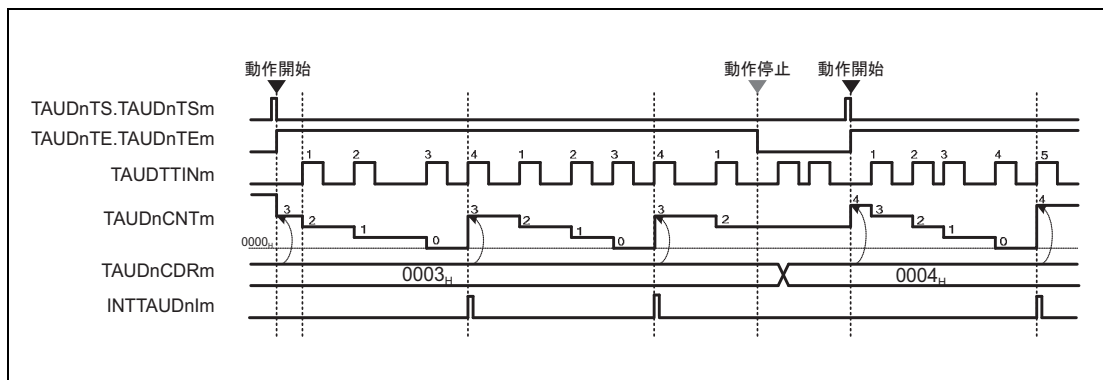 動作開始 動作停止 動作開始
TAUDnTS.TAUDnTSm
TAUDnTE.TAUDnTEm
1 2 3 4 1 2 3 4 1 1 2 3 4 5
TAUDTTINm
3 2 1 0 3 2 1 0 3 2 4 3 2 1 0 4
TAUDnCNTm
0000H
TAUDnCDRm
0003H 0004H
INTTAUDnIm